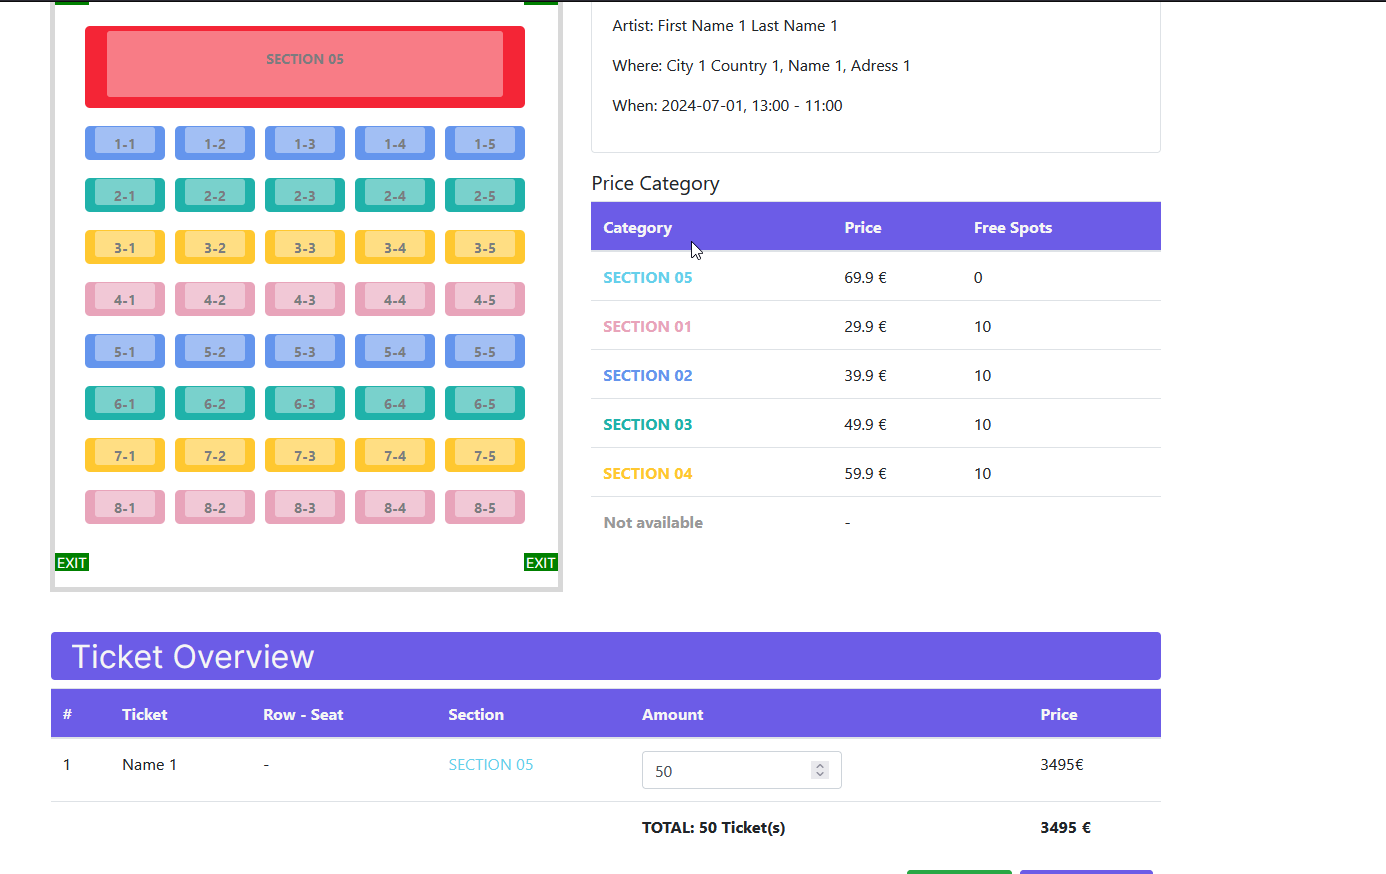 SECTION 05
1-1 1-2 1-3 1-4 1-5
2-1 2-2 2-3 2-4 2-5
3-1 3-2 3-3 3-4 3-5
4-1 4-2 4-3 4-4 4-5
5-1 5-2 5-3 5-4 5-5
6-1 6-2 6-3 6-4 6-5
7-1 7-2 7-3 7-4 7-5
8-1 8-2 8-3 8-4 8-5
EXIT EXIT
Artist: First Name 1 Last Name 1
Where: City 1 Country 1, Name 1, Adress 1
When: 2024-07-01, 13:00 - 11:00
Price Category
Category Price Free Spots
SECTION 05 69.9 € 0
SECTION 01 29.9 € 10
SECTION 02 39.9 € 10
SECTION 03 49.9 € 10
SECTION 04 59.9 € 10
Not available -
Ticket Overview
# Ticket Row - Seat Section Amount Price
1 Name 1 - SECTION 05 50 3495€
TOTAL: 50 Ticket(s) 3495 €